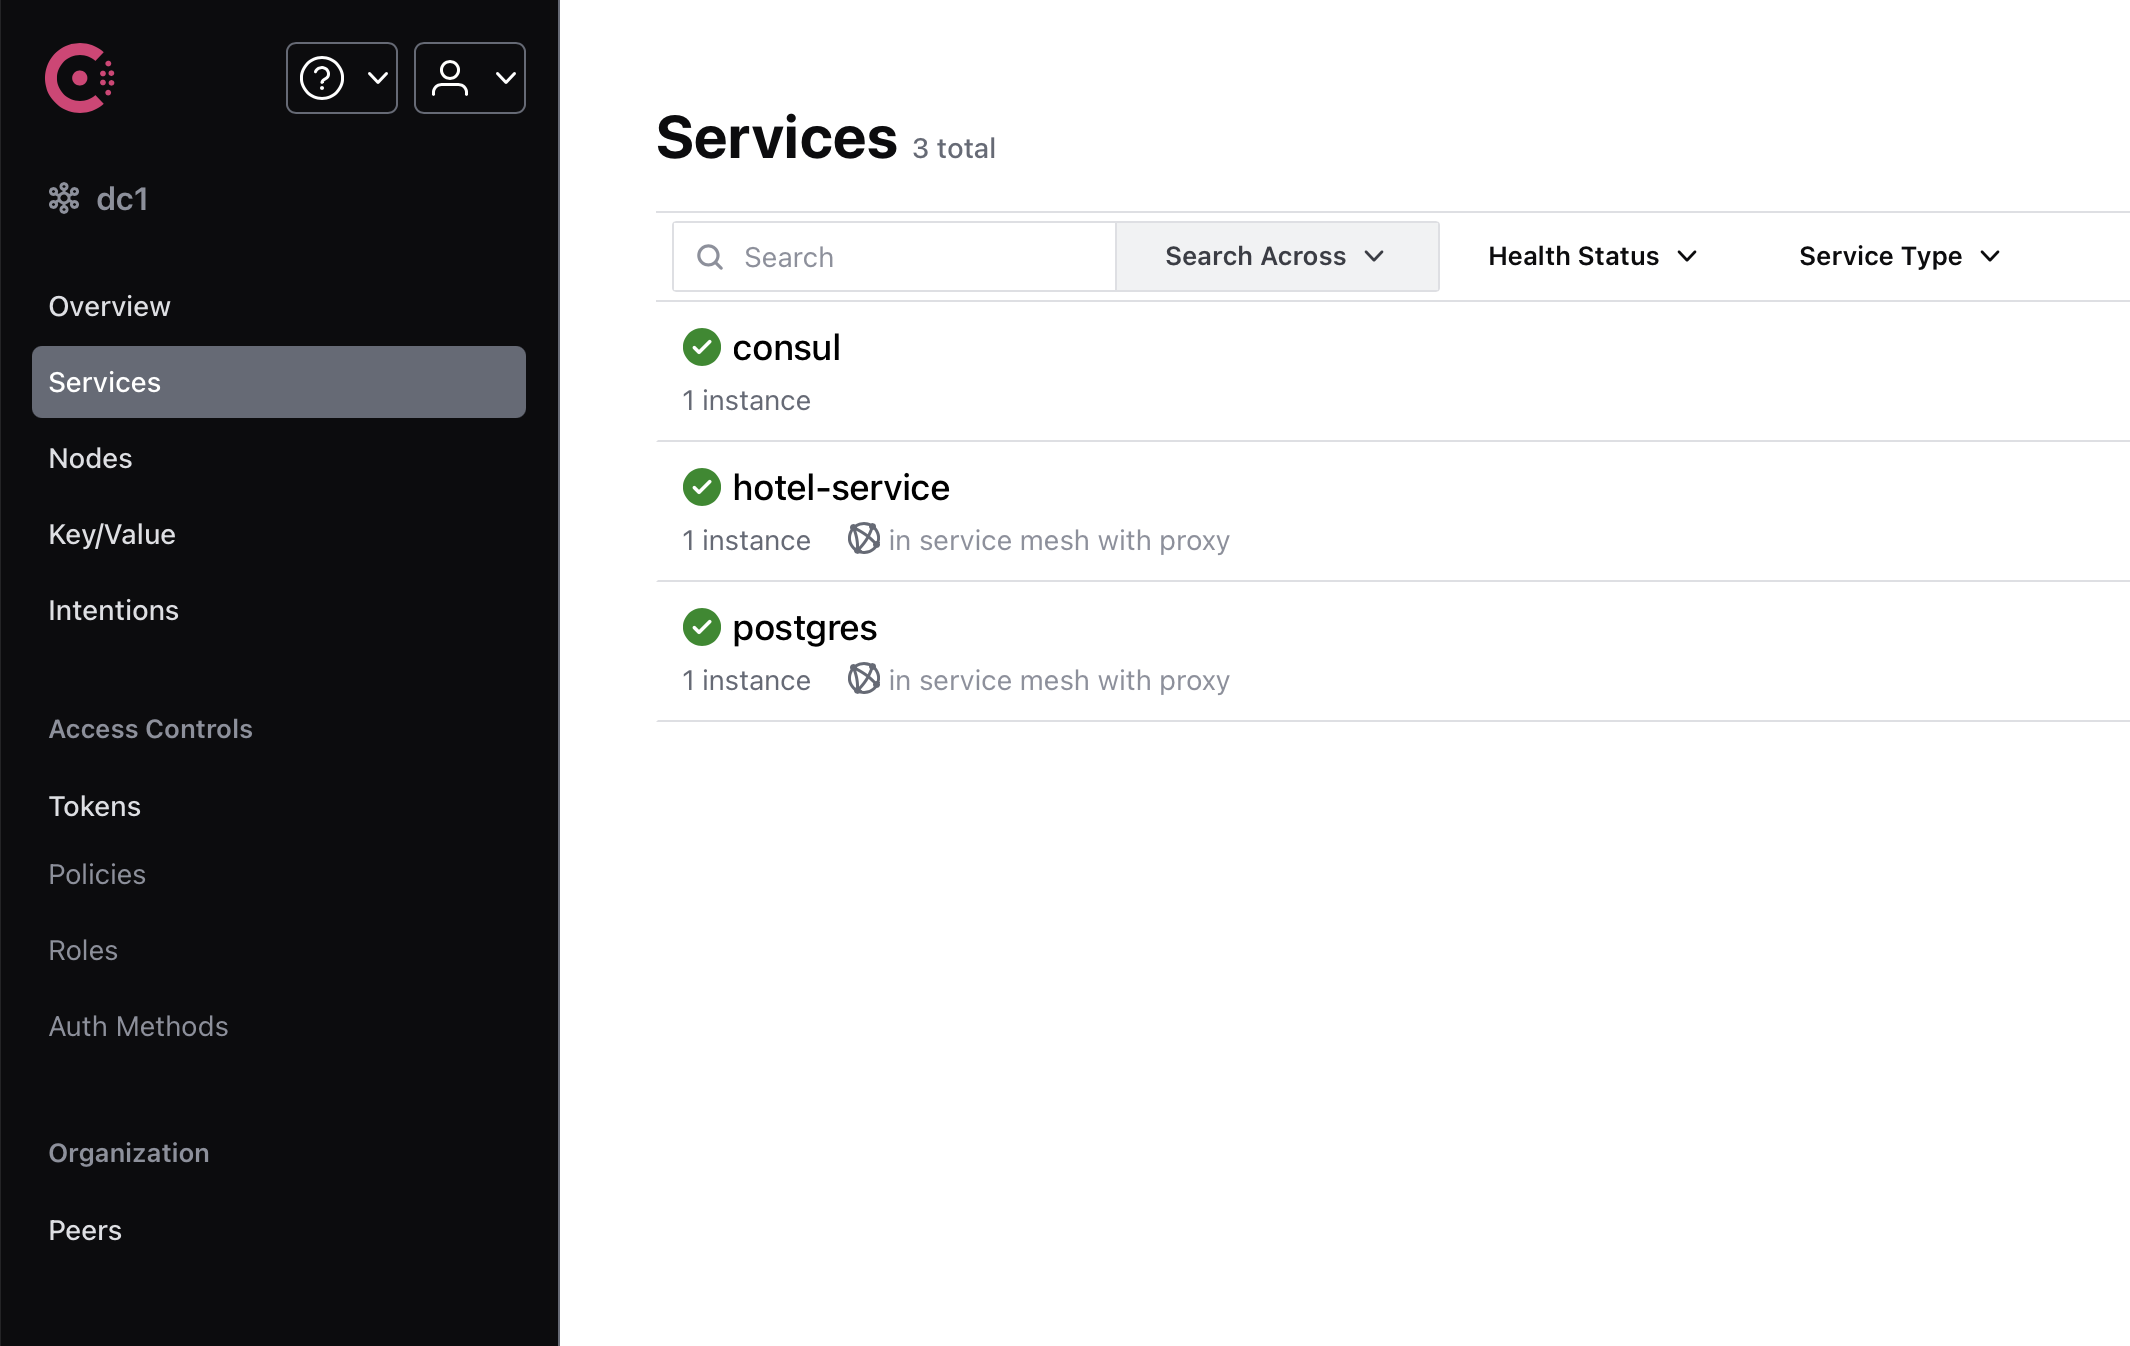 dc1
Overview
Services
Nodes
Key/Value
Intentions
Access Controls
Tokens
Policies
Roles
Auth Methods
Organization
Peers
Services 3 total
Search Search Across Health Status Service Type
consul
1 instance
hotel-service
1 instance in service mesh with proxy
postgres
1 instance in service mesh with proxy